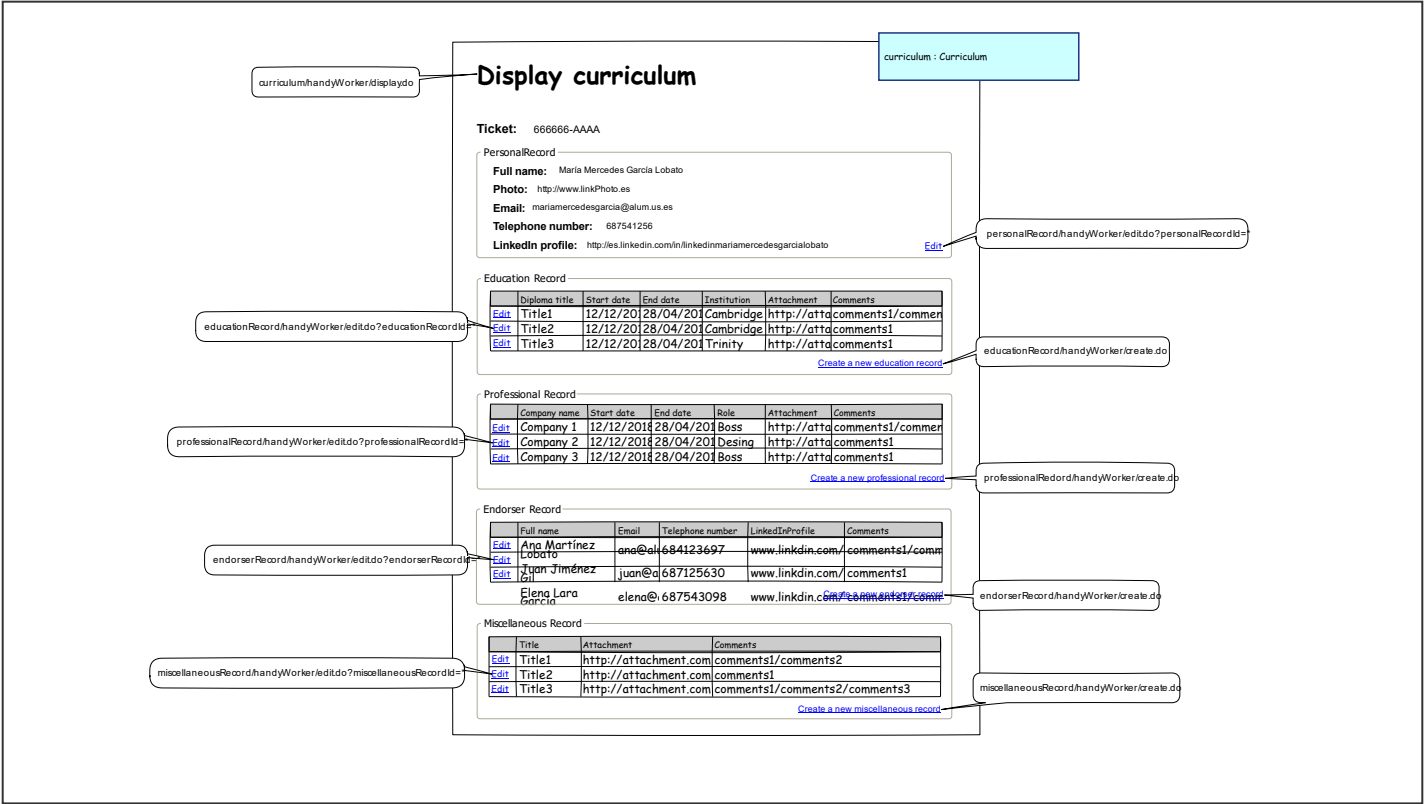 curriculum : Curriculum
curriculum/handyWorker/display.do
Display curriculum
Ticket: 666666-AAAA
PersonalRecord
Full name: María Mercedes García Lobato
Photo: http://www.linkPhoto.es
Email: mariamercedesgarcia@alum.us.es
Telephone number: 687541256
LinkedIn profile: http://es.linkedin.com/in/linkedinmariamercedesgarcialobato
Edit
personalRecord/handyWorker/edit.do?personalRecordId=*
Education Record
Diploma title Start date End date Institution Attachment Comments
Edit Title1 12/12/201 28/04/201 Cambridge http://atta comments1/commen
Edit Title2 12/12/201 28/04/201 Cambridge http://atta comments1
Edit Title3 12/12/201 28/04/201 Trinity http://atta comments1
educationRecord/handyWorker/edit.do?educationRecordId=*
Create a new education record
educationRecord/handyWorker/create.do
Professional Record
Company name Start date End date Role Attachment Comments
Edit Company 1 12/12/2018 28/04/201 Boss http://atta comments1/commen
Edit Company 2 12/12/2018 28/04/201 Desing http://atta comments1
Edit Company 3 12/12/2018 28/04/201 Boss http://atta comments1
professionalRecord/handyWorker/edit.do?professionalRecordId=*
Create a new professional record
professionalRedord/handyWorker/create.do
Endorser Record
Full name Email Telephone number LinkedInProfile Comments
Edit Ana Martínez Lobato ana@al 684123697 www.linkdin.com/ comments1/comm
Edit
Edit Juan Jiménez Gil juan@a 687125630 www.linkdin.com/ comments1
Elena Lara García elena@ 687543098 www.linkdin.com/ comments1/comm
endorserRecord/handyWorker/edit.do?endorserRecordId=*
Create a new endorser record
endorserRecord/handyWorker/create.do
Miscellaneous Record
Title Attachment Comments
Edit Title1 http://attachment.com comments1/comments2
Edit Title2 http://attachment.com comments1
Edit Title3 http://attachment.com comments1/comments2/comments3
miscellaneousRecord/handyWorker/edit.do?miscellaneousRecordId=*
Create a new miscellaneous record
miscellaneousRecord/handyWorker/create.do